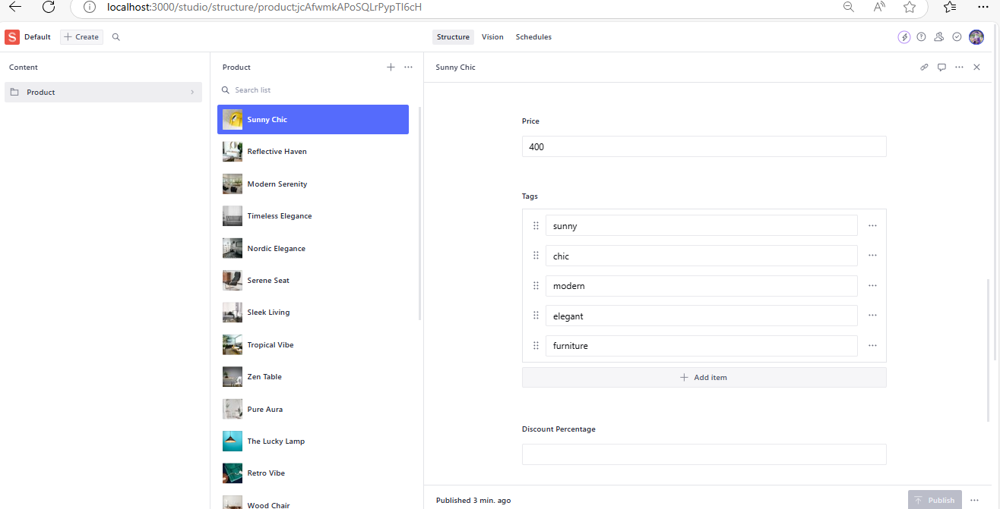 localhost:3000/studio/structure/product;jcAfwmkAPoSQLrPypTI6cH
S Default + Create Structure Vision Schedules
Content
Product
Product
Search list
Sunny Chic
Reflective Haven
Modern Serenity
Timeless Elegance
Nordic Elegance
Serene Seat
Sleek Living
Tropical Vibe
Zen Table
Pure Aura
The Lucky Lamp
Retro Vibe
Wood Chair
Sunny Chic
Price
400
Tags
sunny
chic
modern
elegant
furniture
+ Add item
Discount Percentage
Published 3 min. ago
Publish